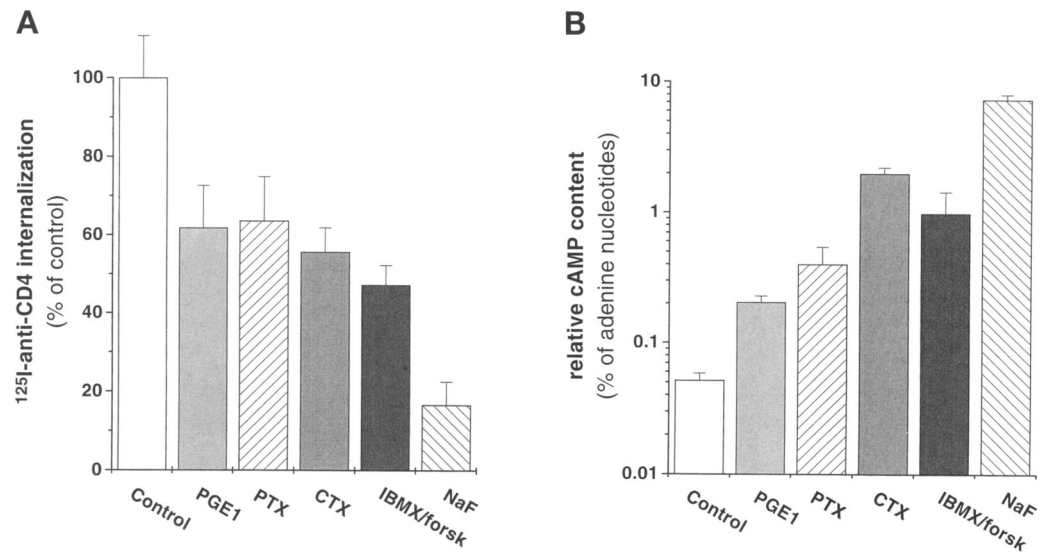 A
¹²⁵I-anti-CD4 internalization
(% of control)
100
80
60
40
20
0
Control
PGE1
PTX
CTX
IBMX/forsk
NaF
B
relative cAMP content
(% of adenine nucleotides)
10
1
0.1
0.01
Control
PGE1
PTX
CTX
IBMX/forsk
NaF